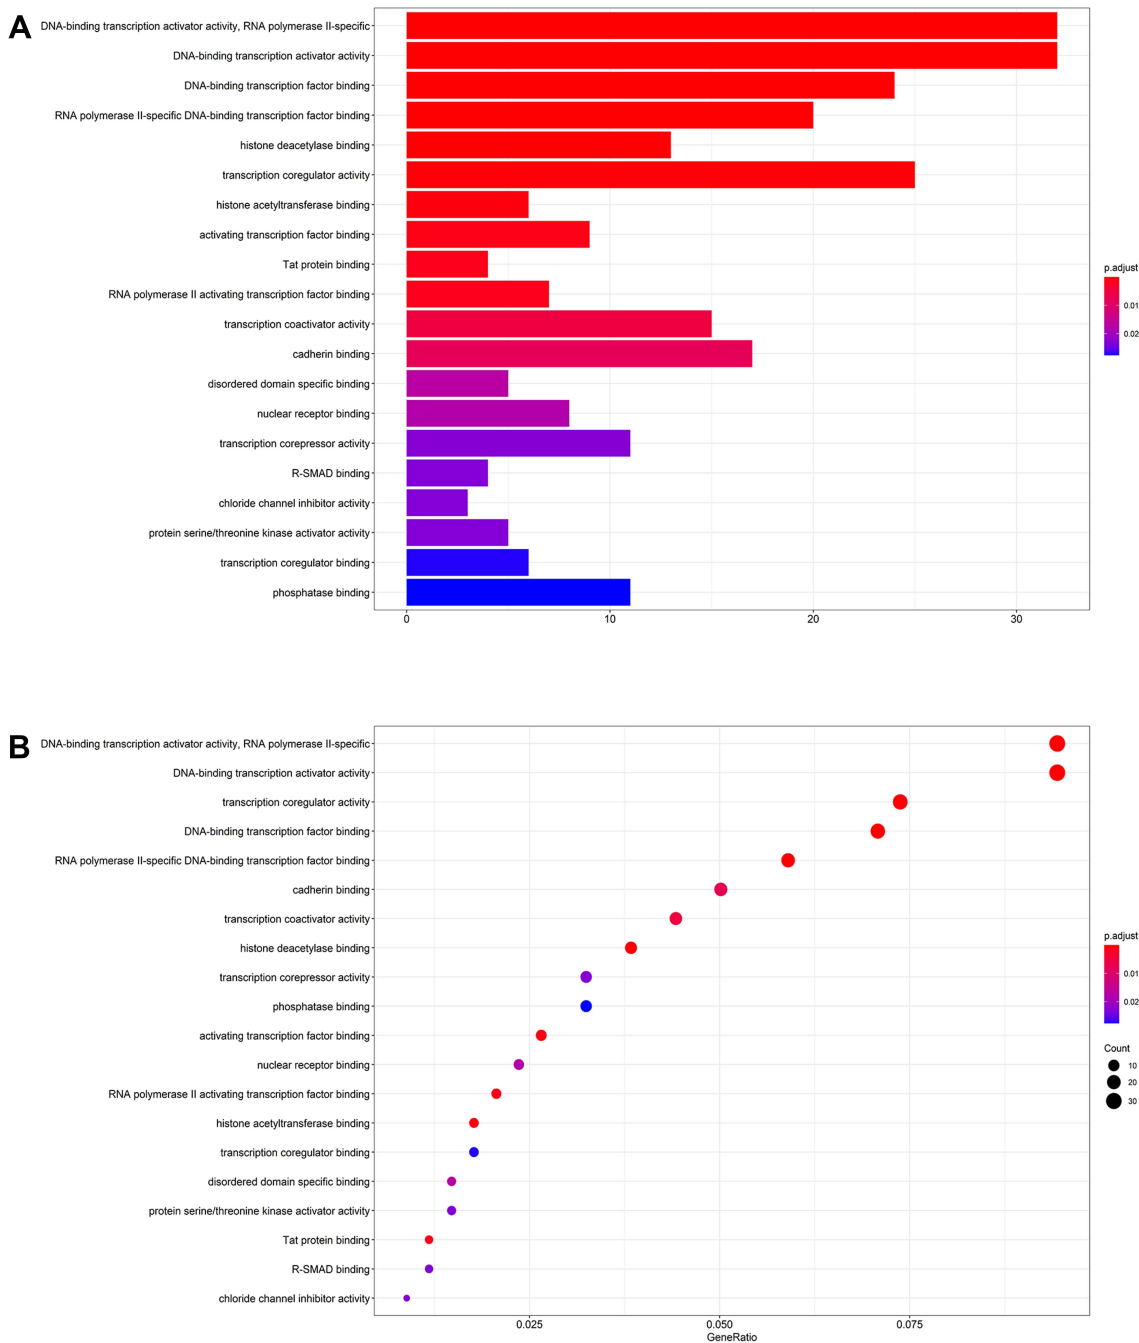 A
DNA-binding transcription activator activity, RNA polymerase II-specific
DNA-binding transcription activator activity
DNA-binding transcription factor binding
RNA polymerase II-specific DNA-binding transcription factor binding
histone deacetylase binding
transcription coregulator activity
histone acetyltransferase binding
activating transcription factor binding
Tat protein binding
RNA polymerase II activating transcription factor binding
transcription coactivator activity
cadherin binding
disordered domain specific binding
nuclear receptor binding
transcription corepressor activity
R-SMAD binding
chloride channel inhibitor activity
protein serine/threonine kinase activator activity
transcription coregulator binding
phosphatase binding
0 10 20 30
p.adjust
0.01
0.02
B
DNA-binding transcription activator activity, RNA polymerase II-specific
DNA-binding transcription activator activity
transcription coregulator activity
DNA-binding transcription factor binding
RNA polymerase II-specific DNA-binding transcription factor binding
cadherin binding
transcription coactivator activity
histone deacetylase binding
transcription corepressor activity
phosphatase binding
activating transcription factor binding
nuclear receptor binding
RNA polymerase II activating transcription factor binding
histone acetyltransferase binding
transcription coregulator binding
disordered domain specific binding
protein serine/threonine kinase activator activity
Tat protein binding
R-SMAD binding
chloride channel inhibitor activity
0.025 0.050 0.075
GeneRatio
p.adjust
0.01
0.02
Count
10
20
30